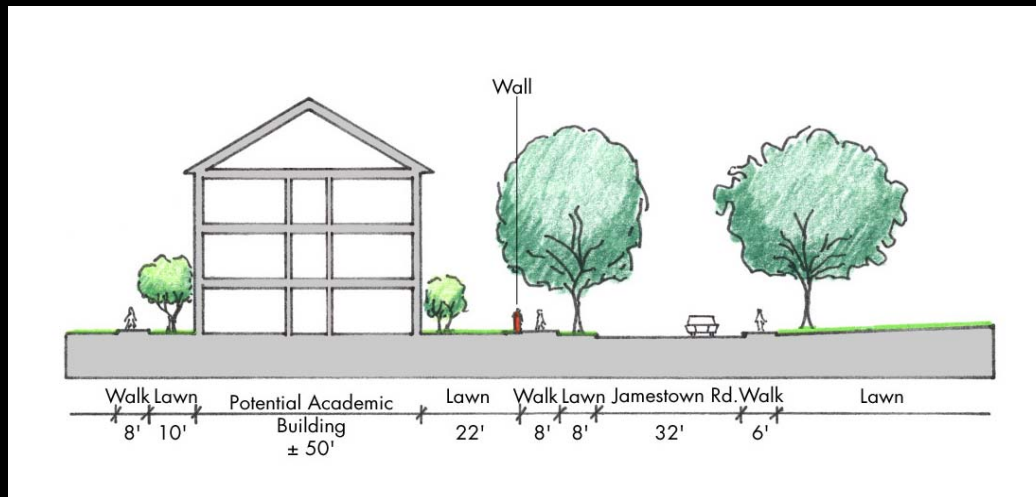 Wall
Walk Lawn Potential Academic Lawn Walk Lawn Jamestown Rd. Walk Lawn
8' 10' Building 22' 8' 8' 32' 6'
± 50'